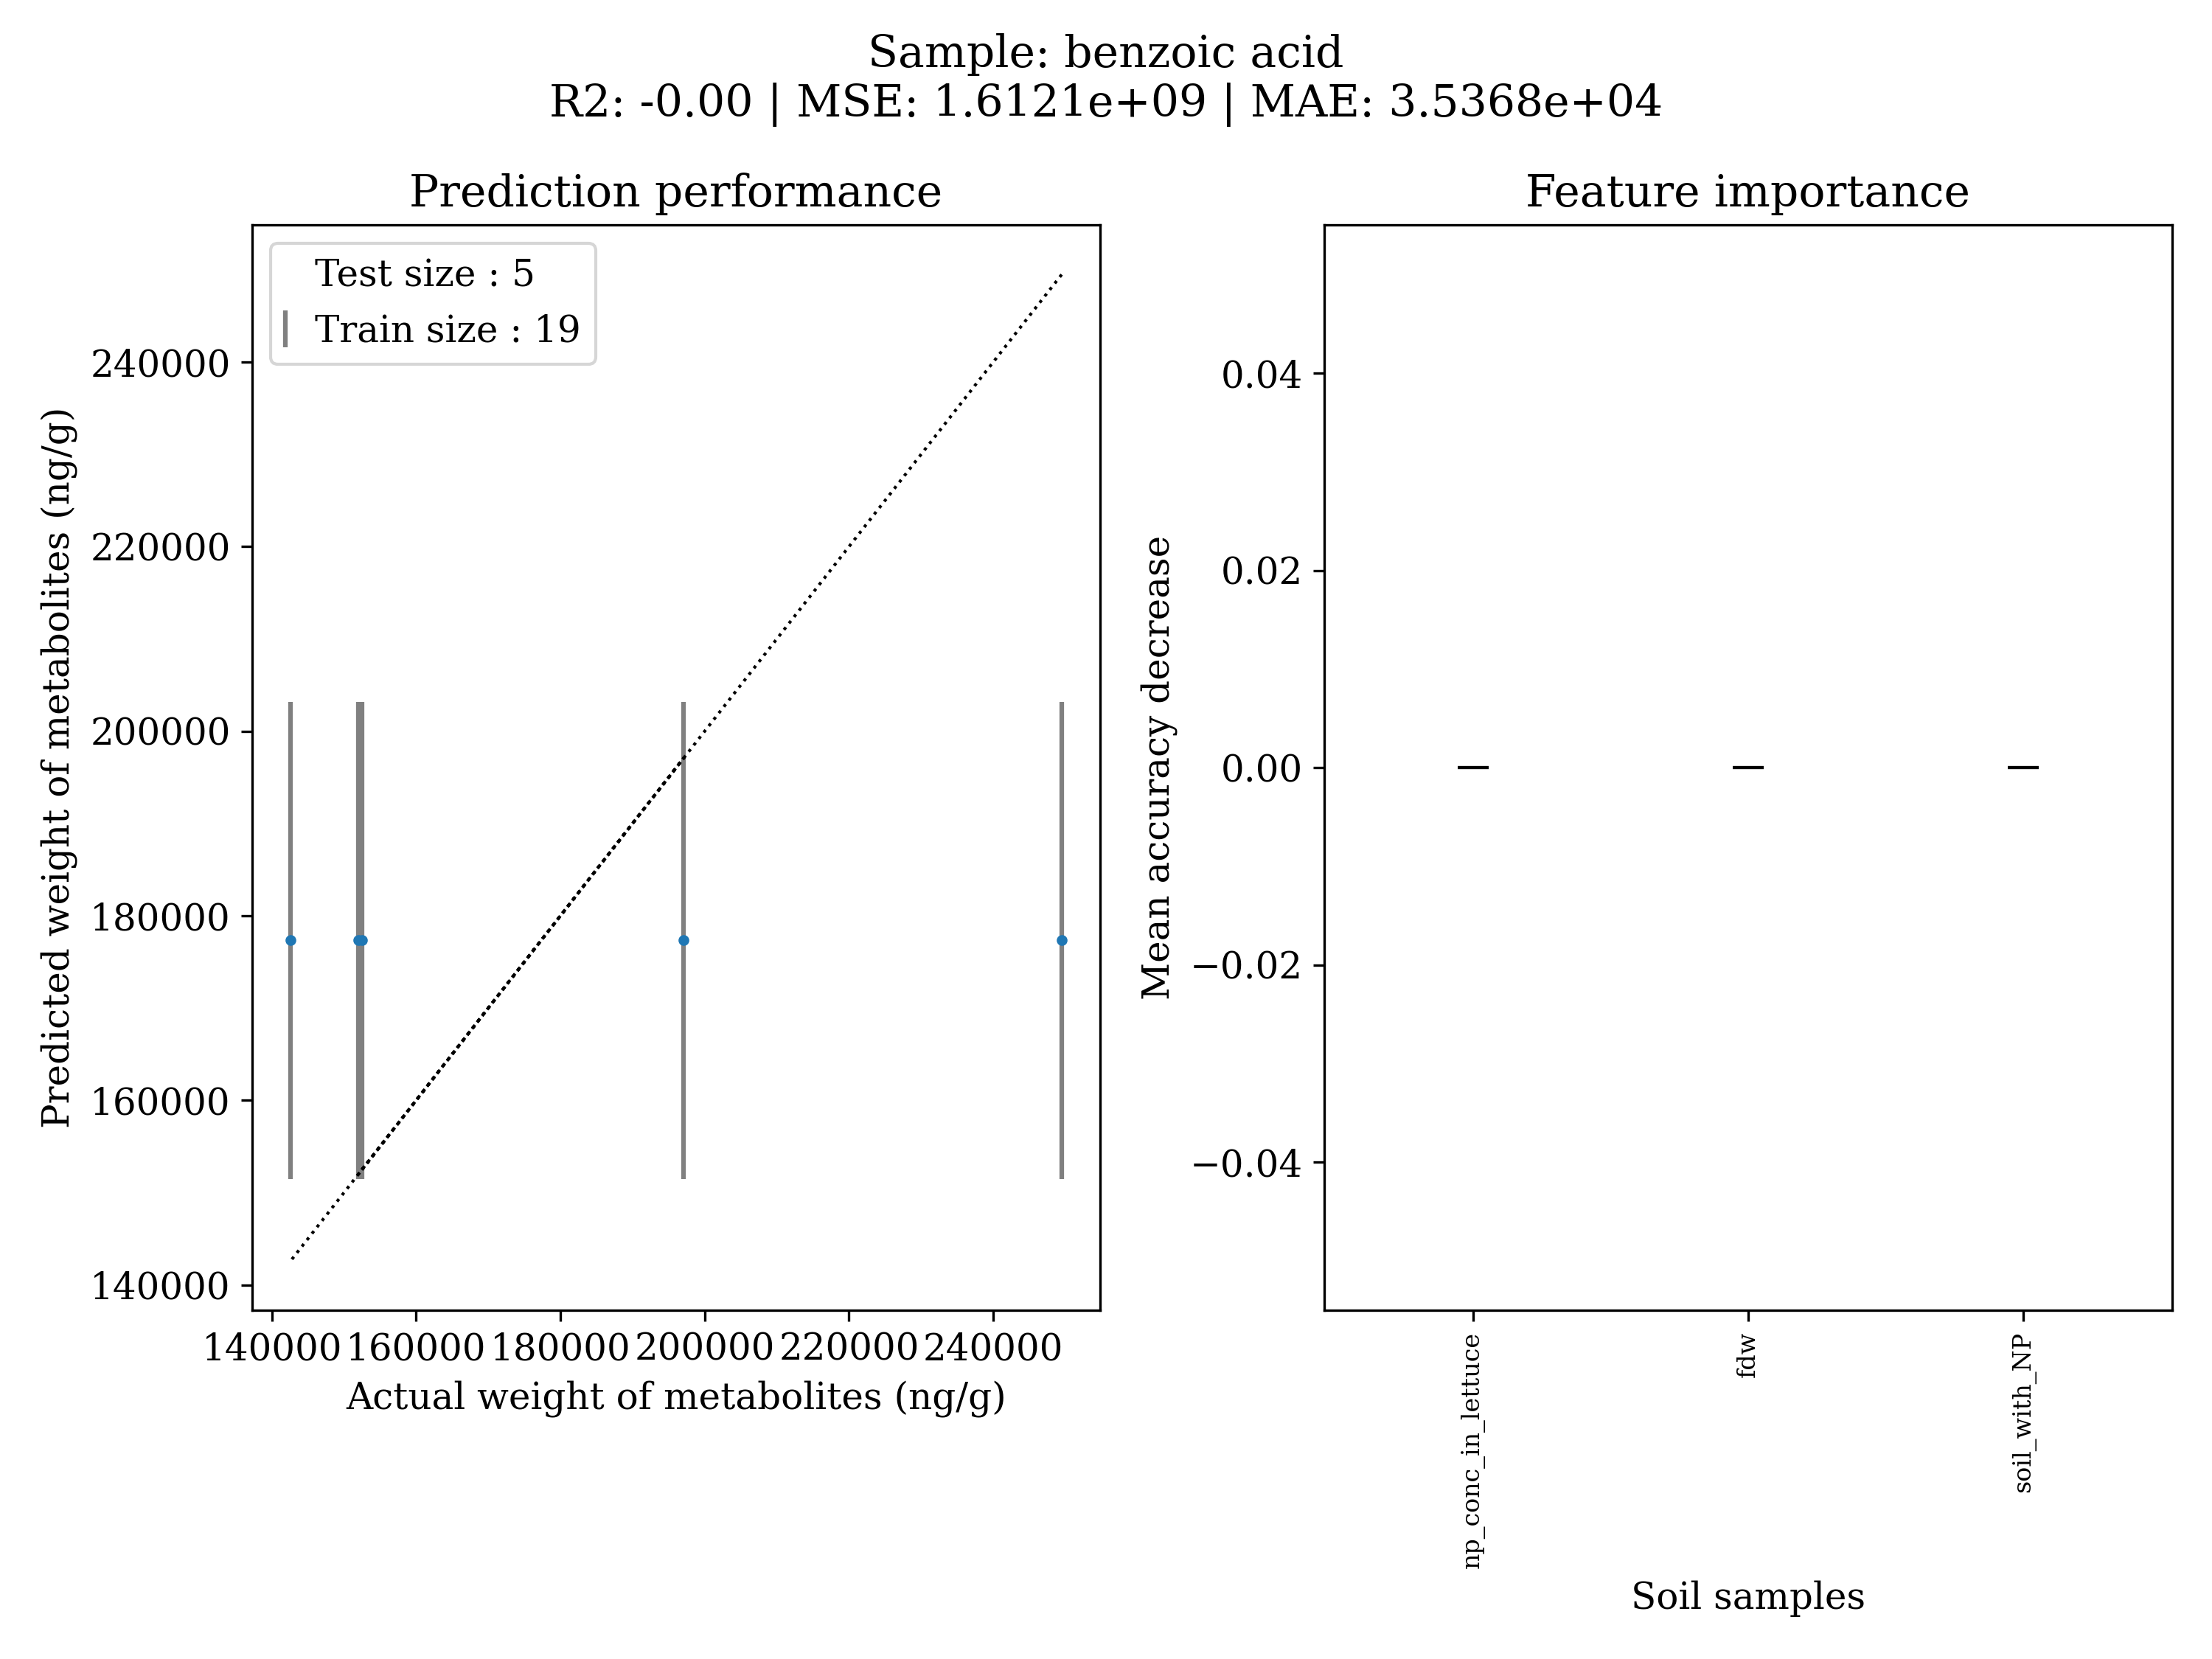 Sample: benzoic acid
R2: -0.00 | MSE: 1.6121e+09 | MAE: 3.5368e+04
Prediction performance
Test size : 5
Train size : 19
240000
220000
200000
180000
160000
140000
Predicted weight of metabolites (ng/g)
140000 160000 180000 200000 220000 240000
Actual weight of metabolites (ng/g)
Feature importance
0.04
0.02
0.00
−0.02
−0.04
Mean accuracy decrease
np_conc_in_lettuce
fdw
soil_with_NP
Soil samples